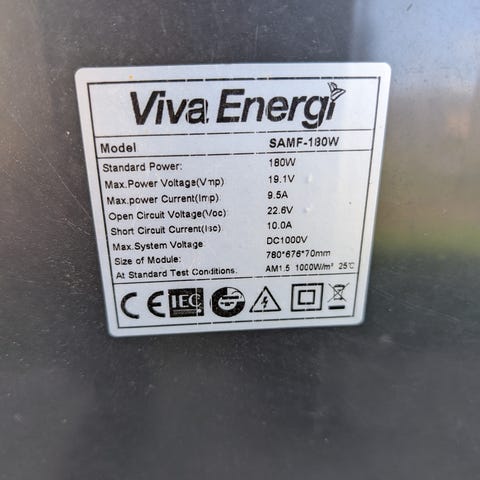 Viva Energi
Model SAMF-180W
Standard Power: 180W
Max.Power Voltage(Vmp) 19.1V
Max.power Current(Imp): 9.5A
Open Circuit Voltage(Voc) 22.6V
Short Circuit Current(Isc) 10.0A
Max.System Voltage DC1000V
Size of Module: 780*676*70mm
At Standard Test Conditions. AM1.5 1000W/m² 25℃
CE IEC